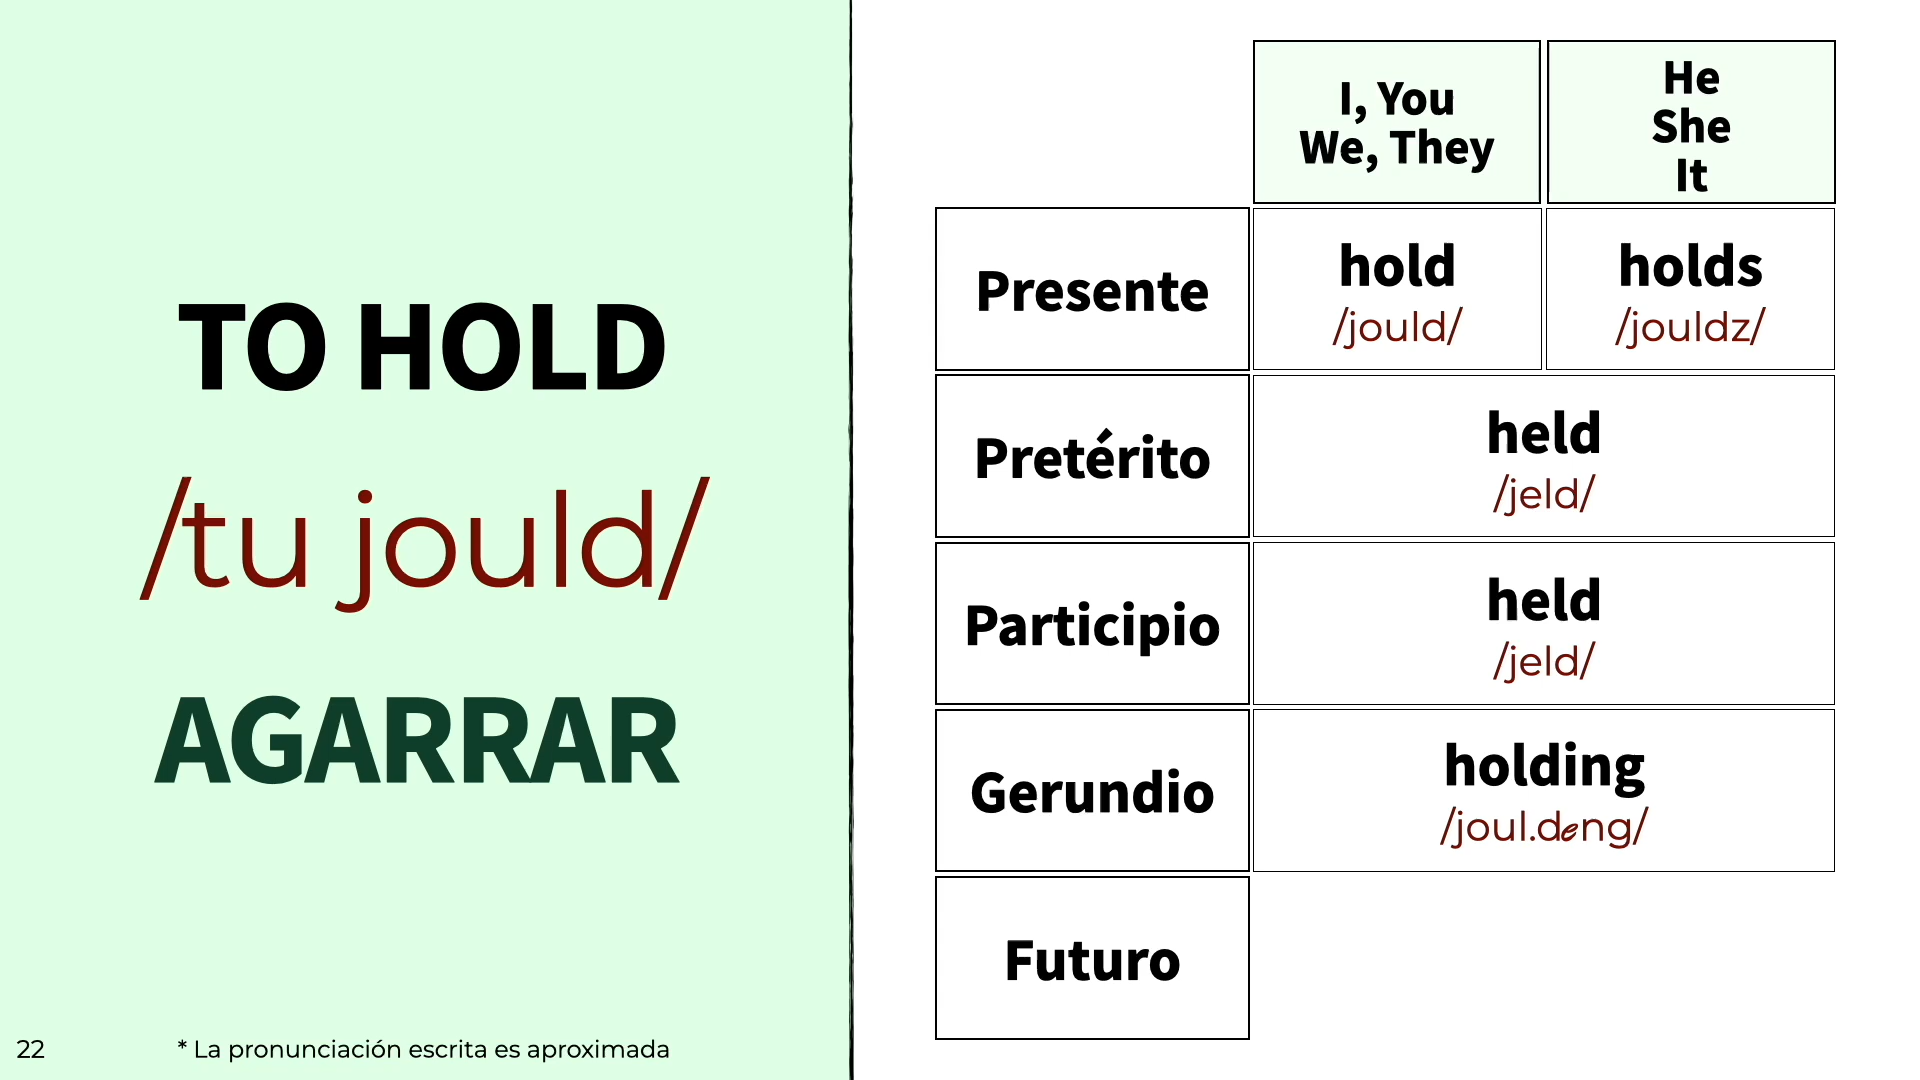 TO HOLD
/tu jould/
AGARRAR
22
* La pronunciación escrita es aproximada
I, You
We, They
He
She
It
Presente
hold
/jould/
holds
/jouldz/
Pretérito
held
/jeld/
Participio
held
/jeld/
Gerundio
holding
/joul.deng/
Futuro